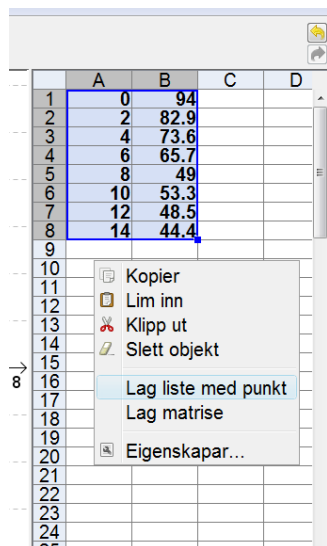 A B C D
1 0 94
2 2 82.9
3 4 73.6
4 6 65.7
5 8 49
6 10 53.3
7 12 48.5
8 14 44.4
9
10
11
12
13
14
15
16
17
18
19
20
21
22
23
24
8
Kopier
Lim inn
Klipp ut
Slett objekt
Lag liste med punkt
Lag matrise
Eigenskapar...